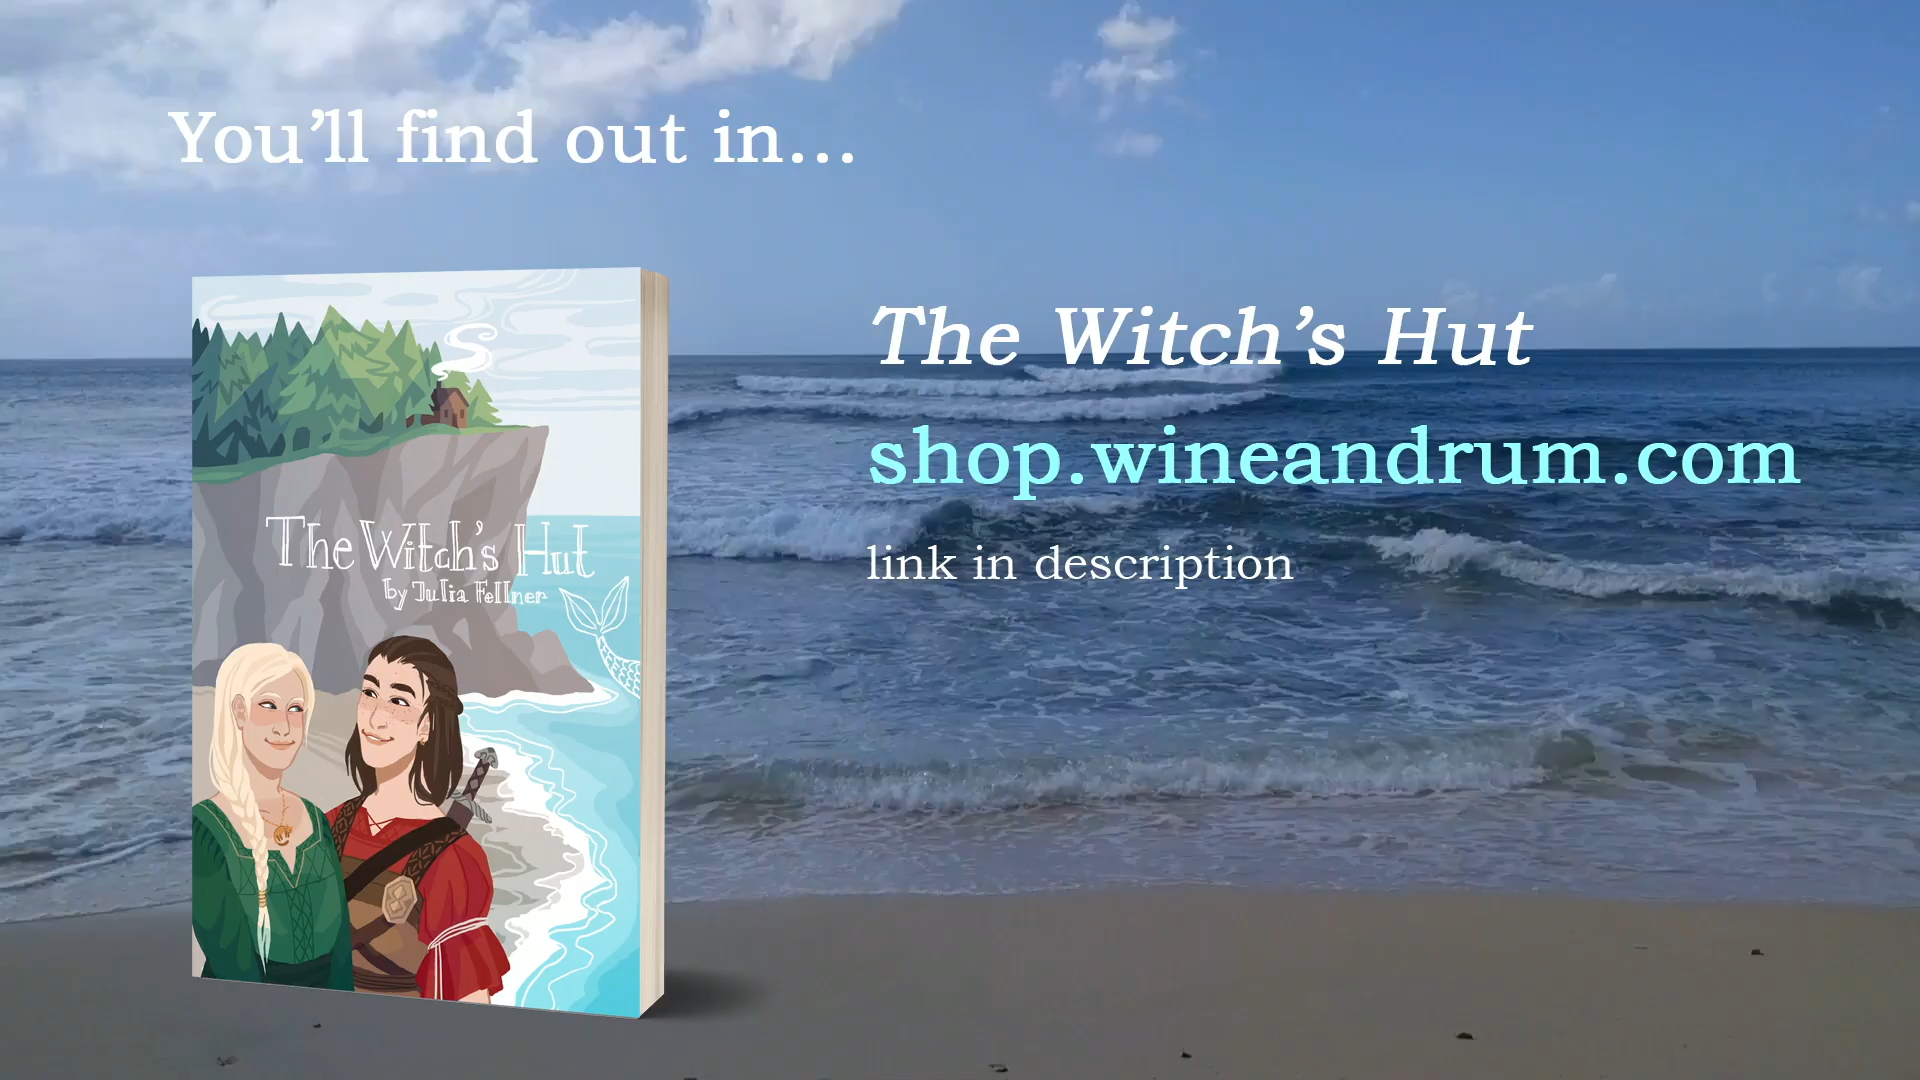 You’ll find out in...
The Witch’s Hut
by Julia Fellner
The Witch’s Hut
shop.wineandrum.com
link in description